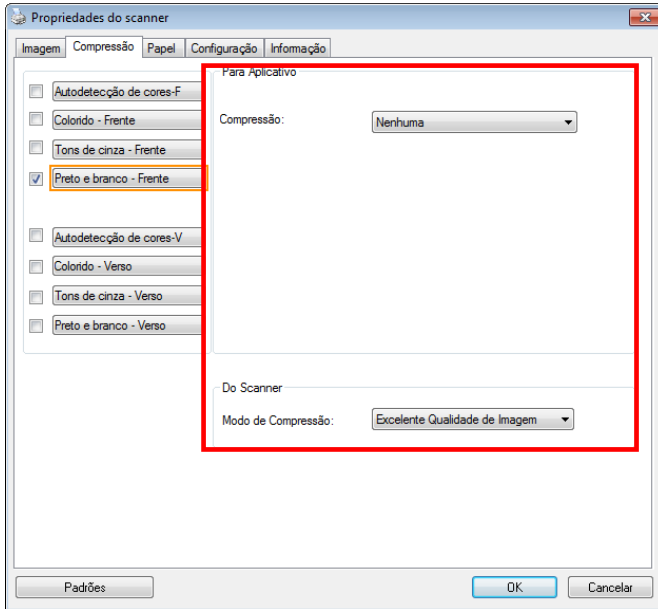 Propriedades do scanner
Imagem Compressão Papel Configuração Informação
Para Aplicativo
Autodetecção de cores-F
Colorido - Frente
Compressão: Nenhuma
Tons de cinza - Frente
Preto e branco - Frente
Autodetecção de cores-V
Colorido - Verso
Tons de cinza - Verso
Preto e branco - Verso
Do Scanner
Modo de Compressão: Excelente Qualidade de Imagem
Padrões OK Cancelar